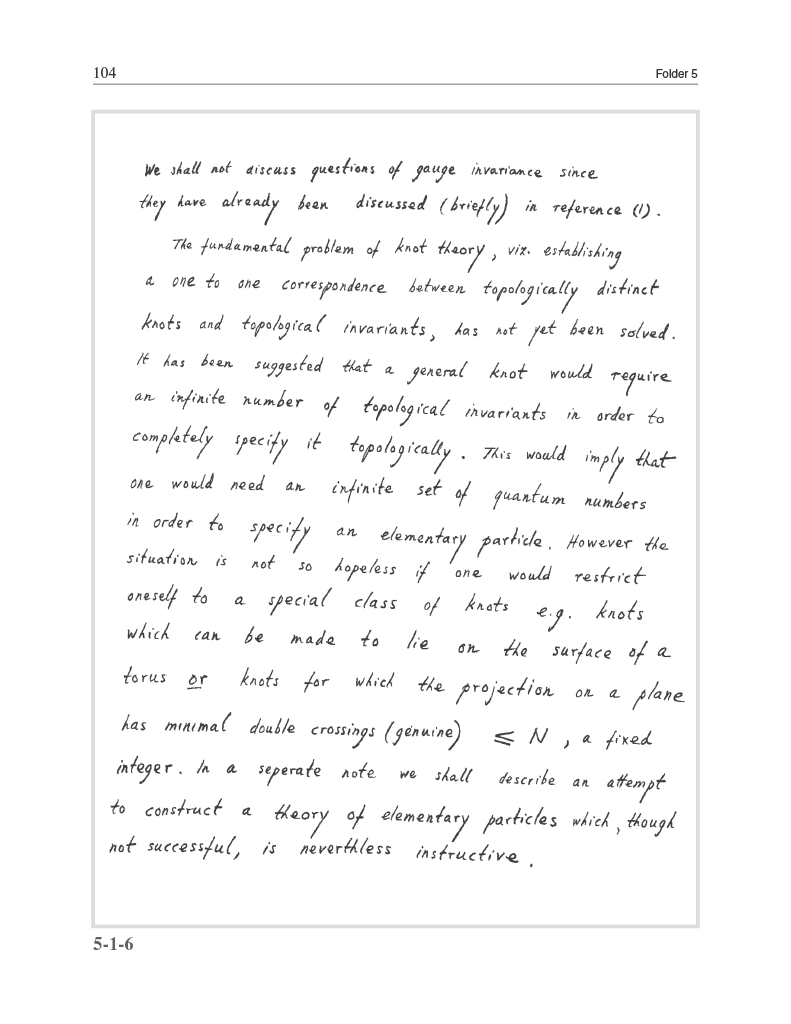 104
Folder 5
We shall not discuss questions of gauge invariance since
they have already been discussed (briefly) in reference (1).
The fundamental problem of knot theory, viz. establishing
a one to one correspondence between topologically distinct
knots and topological invariants, has not yet been solved.
It has been suggested that a general knot would require
an infinite number of topological invariants in order to
completely specify it topologically. This would imply that
one would need an infinite set of quantum numbers
in order to specify an elementary particle. However the
situation is not so hopeless if one would restrict
oneself to a special class of knots e.g. knots
which can be made to lie on the surface of a
torus or knots for which the projection on a plane
has minimal double crossings (genuine) ≤ N, a fixed
integer. In a seperate note we shall describe an attempt
to construct a theory of elementary particles which, though
not successful, is neverthless instructive.
5-1-6